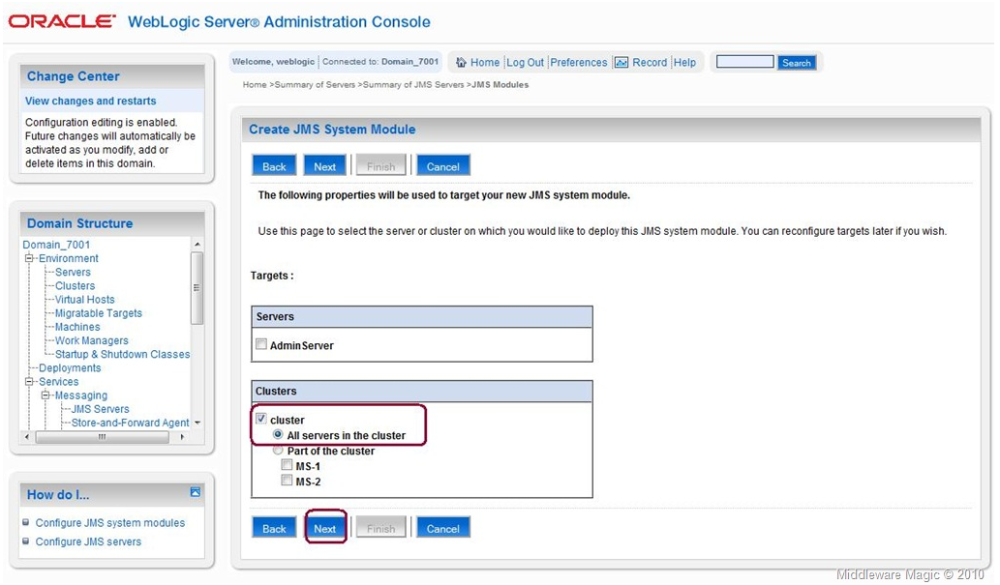 ORACLE® WebLogic Server® Administration Console
Change Center
View changes and restarts
Configuration editing is enabled.
Future changes will automatically be
activated as you modify, add or
delete items in this domain.
Domain Structure
Domain_7001
Environment
Servers
Clusters
Virtual Hosts
Migratable Targets
Machines
Work Managers
Startup & Shutdown Classes
Deployments
Services
Messaging
JMS Servers
Store-and-Forward Agent
How do I...
Configure JMS system modules
Configure JMS servers
Welcome, weblogic Connected to: Domain_7001 Home Log Out Preferences Record Help Search
Home >Summary of Servers >Summary of JMS Servers >JMS Modules
Create JMS System Module
Back Next Finish Cancel
The following properties will be used to target your new JMS system module.
Use this page to select the server or cluster on which you would like to deploy this JMS system module. You can reconfigure targets later if you wish.
Targets :
Servers
AdminServer
Clusters
cluster
All servers in the cluster
Part of the cluster
MS-1
MS-2
Back Next Finish Cancel
Middleware Magic © 2010